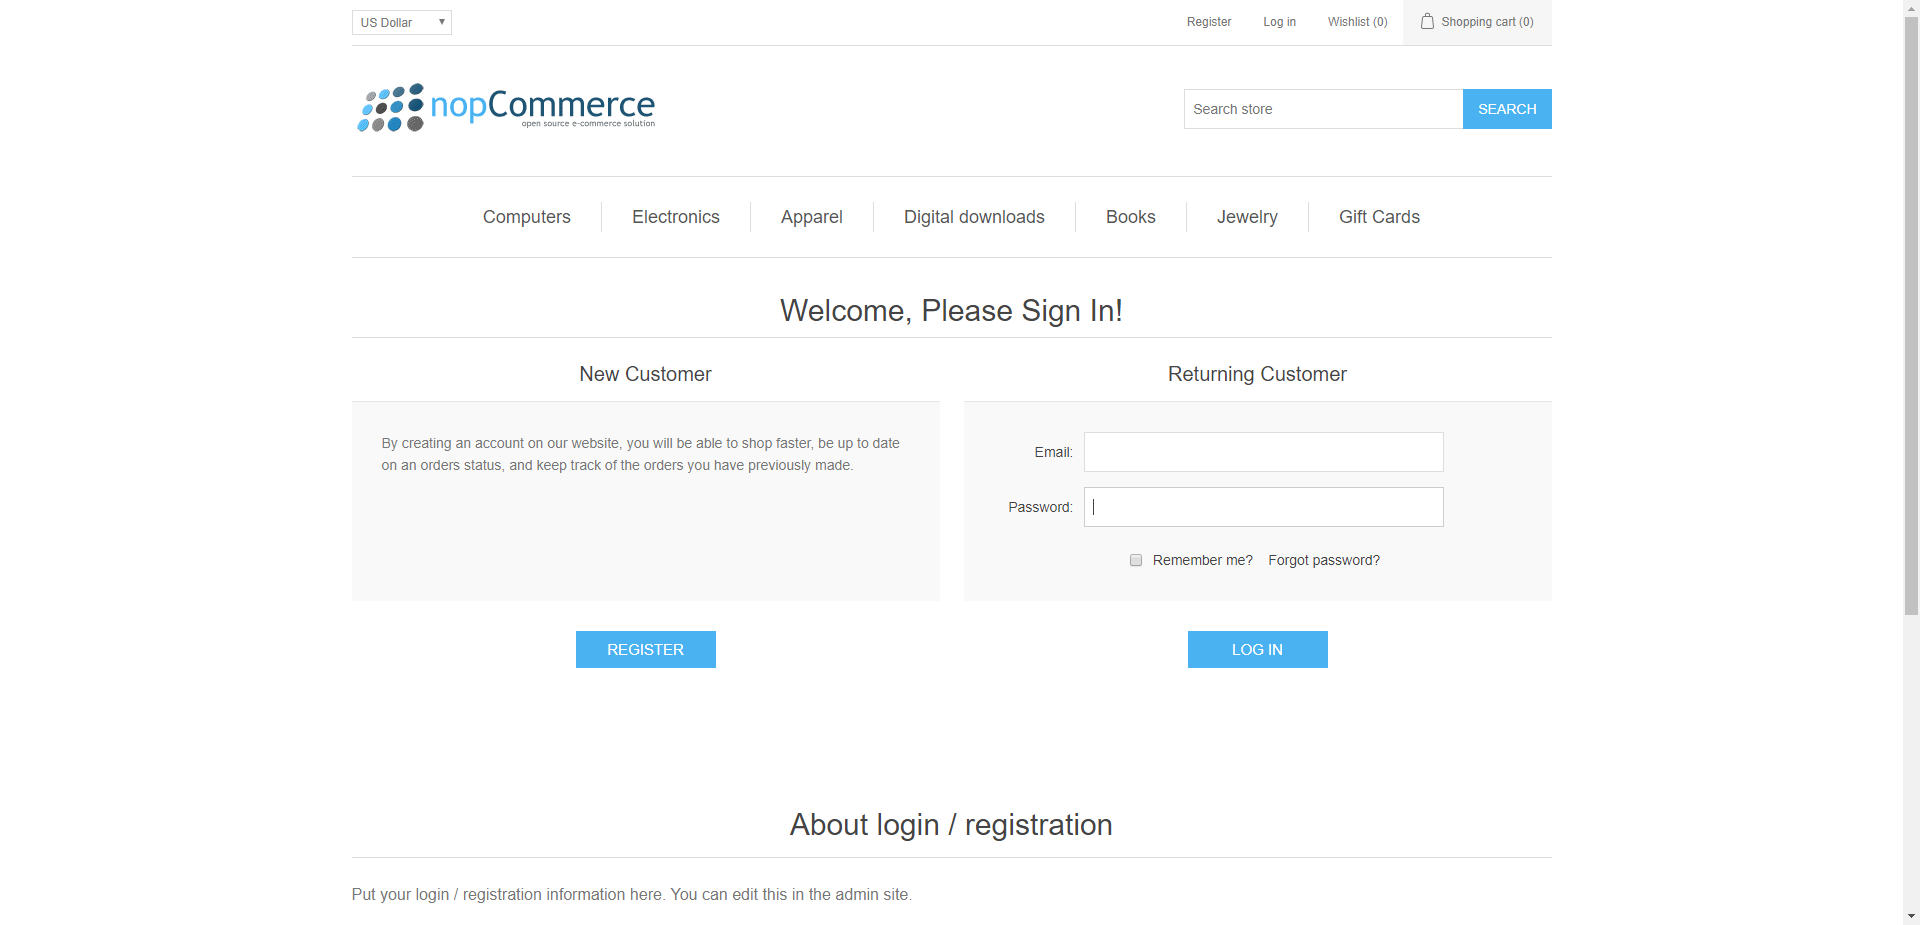 US Dollar
Register
Log in
Wishlist (0)
Shopping cart (0)
nopCommerce
open source e-commerce solution
Search store
SEARCH
Computers
Electronics
Apparel
Digital downloads
Books
Jewelry
Gift Cards
Welcome, Please Sign In!
New Customer
By creating an account on our website, you will be able to shop faster, be up to date
on an orders status, and keep track of the orders you have previously made.
REGISTER
Returning Customer
Email:
Password:
Remember me?
Forgot password?
LOG IN
About login / registration
Put your login / registration information here. You can edit this in the admin site.